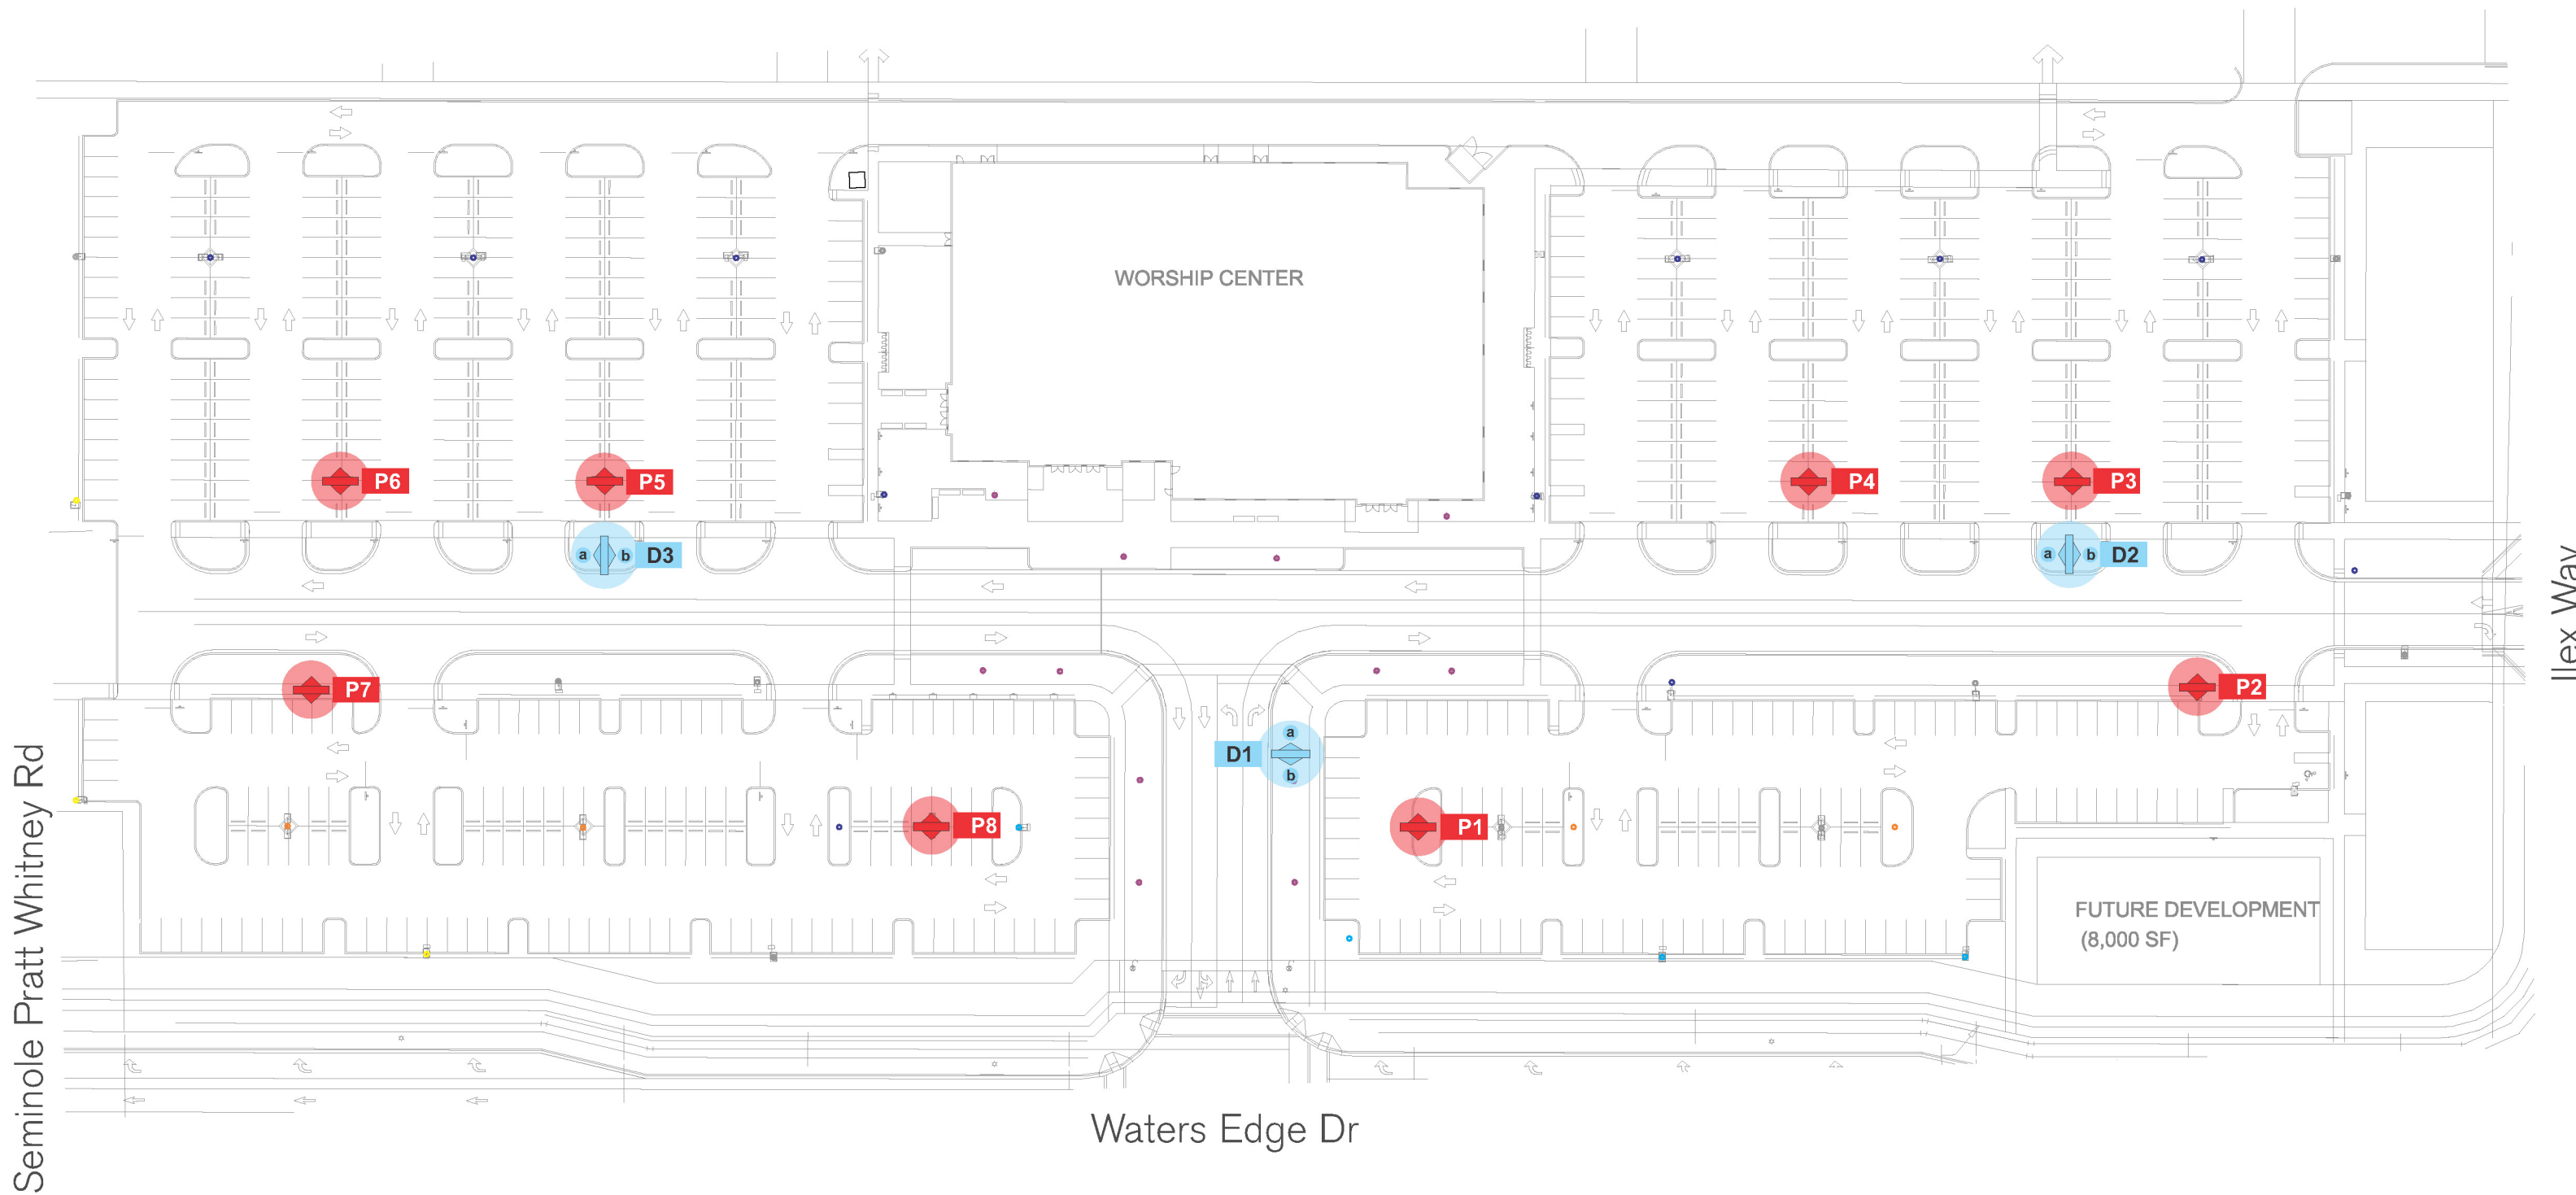 WORSHIP CENTER
P6
P5
P4
P3
a
b
D3
a
b
D2
Ilex Way
P7
P2
a
D1
b
P8
P1
Seminole Pratt Whitney Rd
FUTURE DEVELOPMENT
(8,000 SF)
Waters Edge Dr